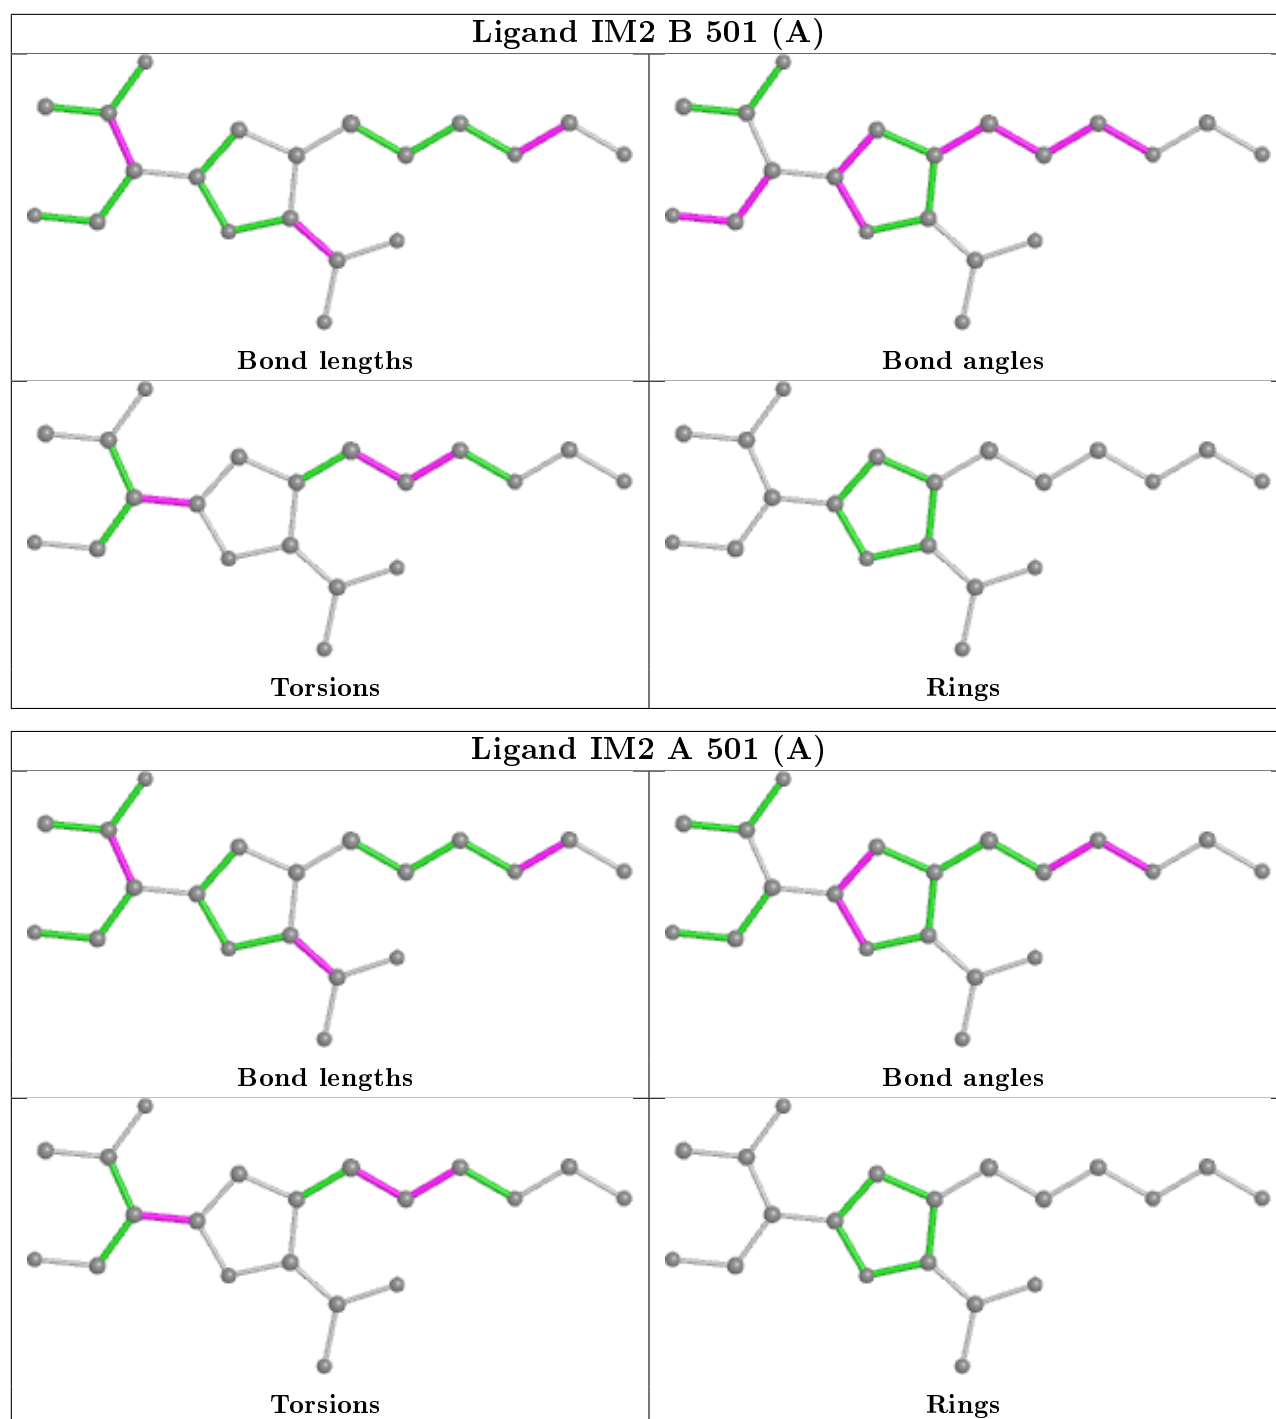 Ligand IM2 B 501 (A)
Bond lengths
Bond angles
Torsions
Rings
Ligand IM2 A 501 (A)
Bond lengths
Bond angles
Torsions
Rings